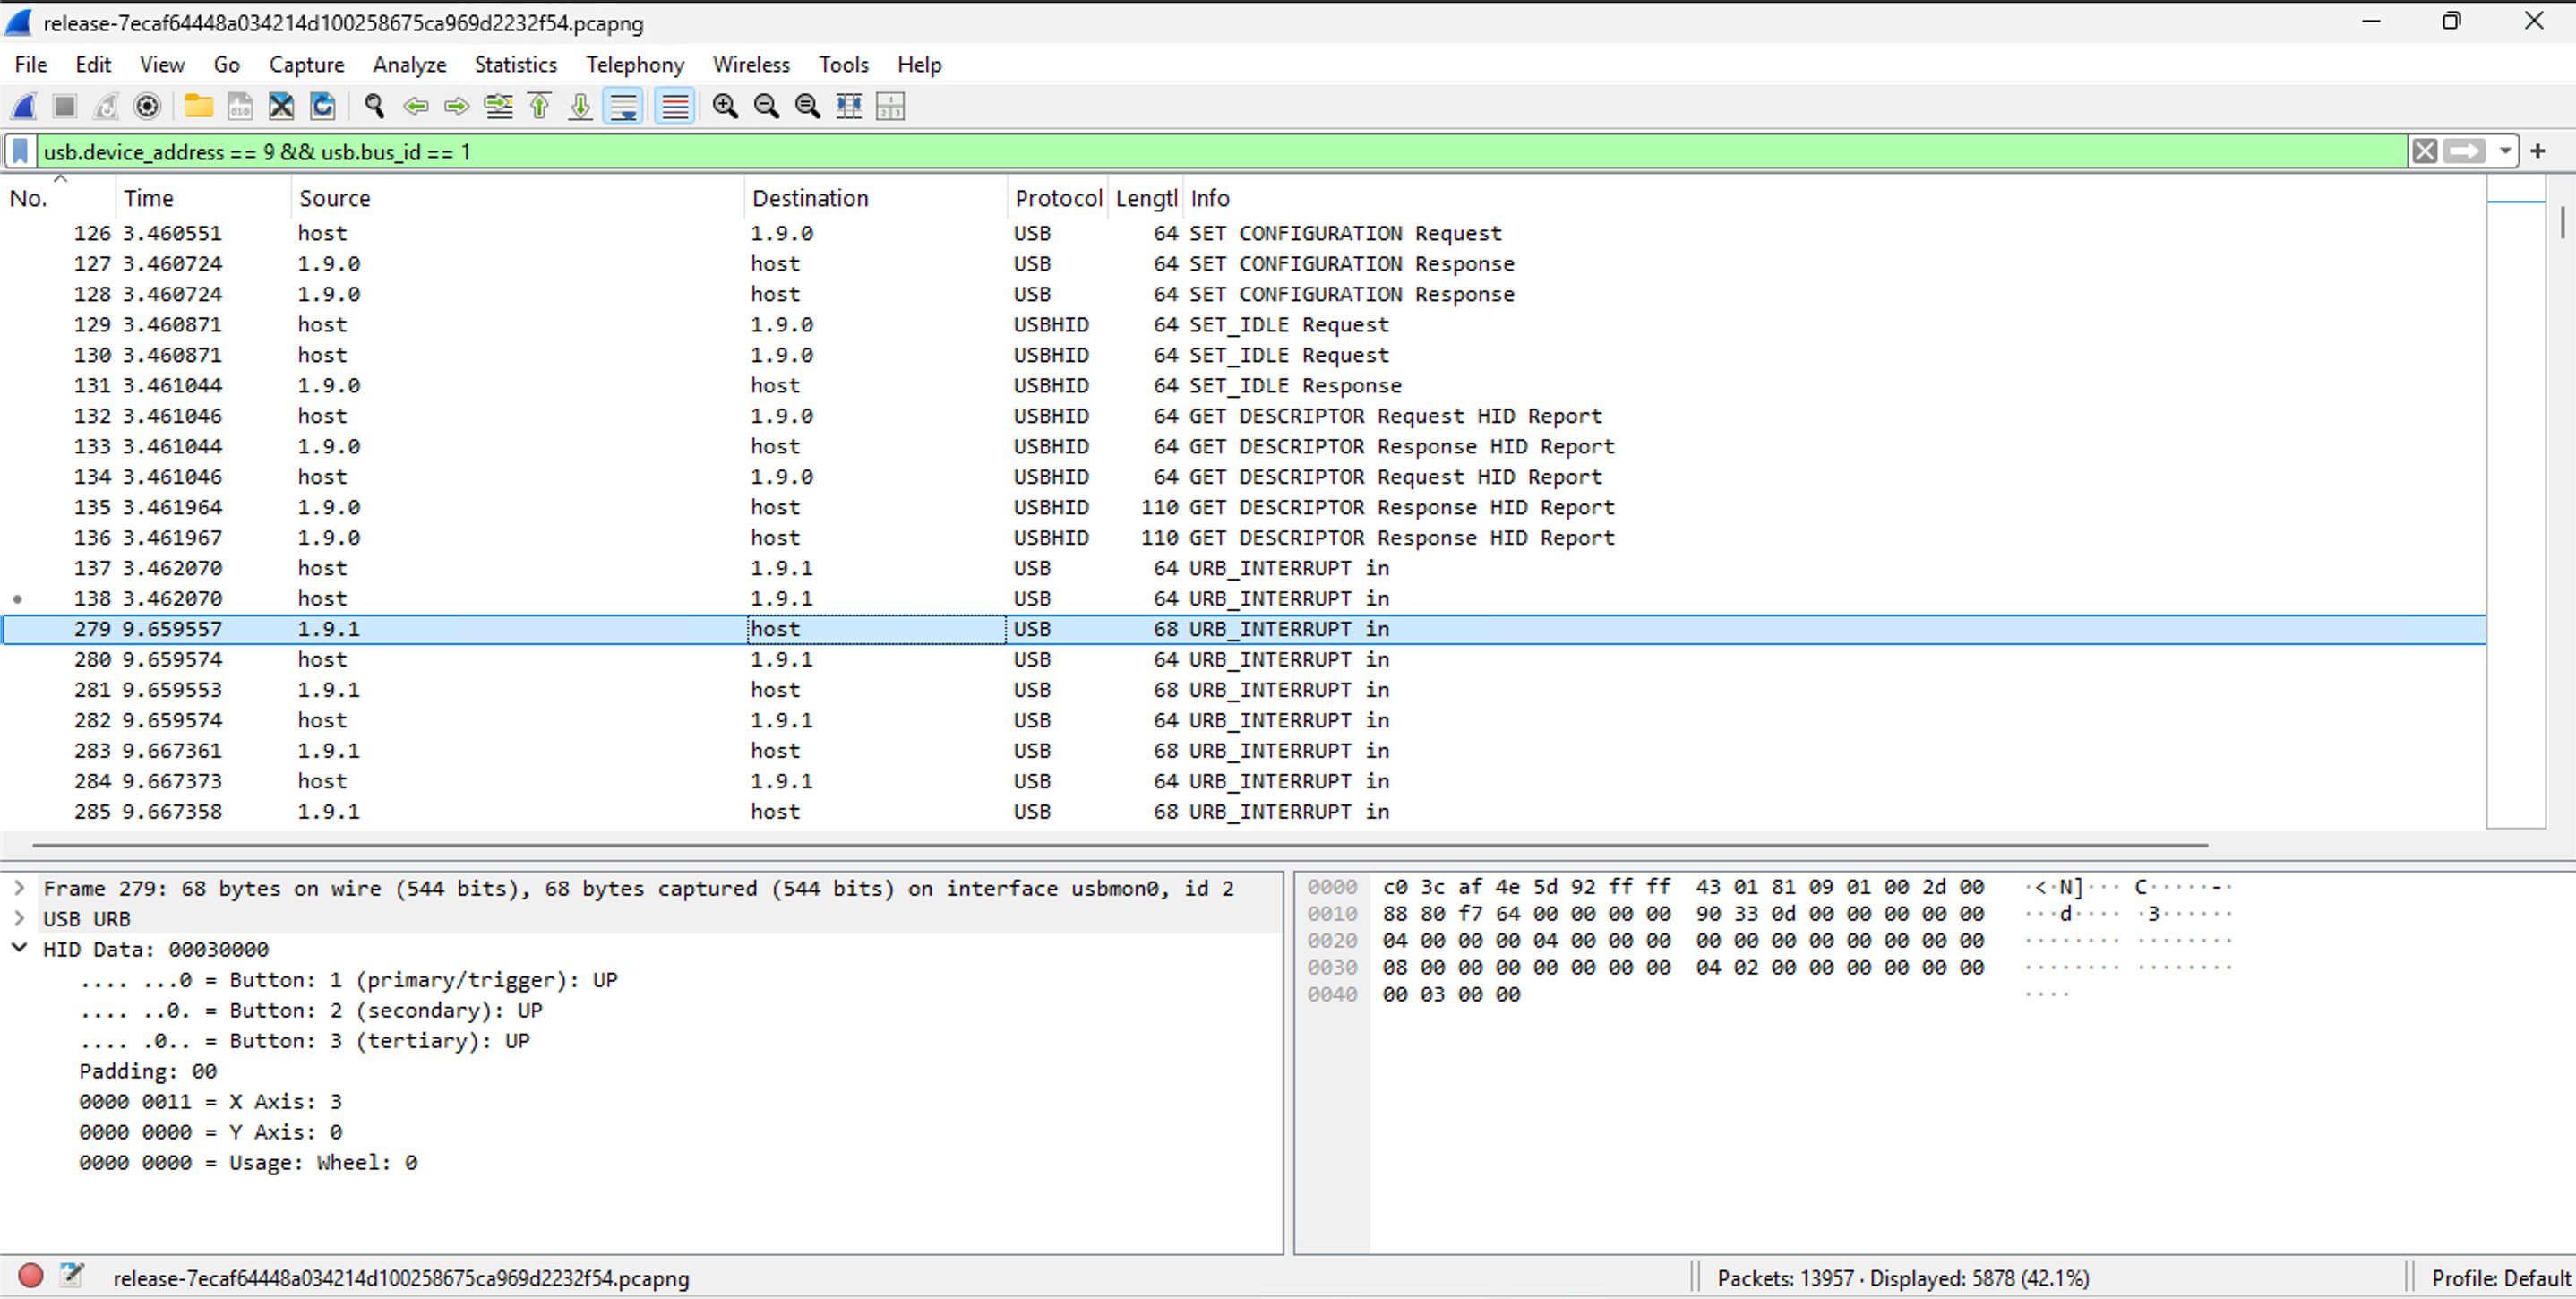 release-7ecaf64448a034214d100258675ca969d2232f54.pcapng
File Edit View Go Capture Analyze Statistics Telephony Wireless Tools Help
usb.device_address == 9 && usb.bus_id == 1
No. Time Source Destination Protocol Lengtl Info
126 3.460551 host 1.9.0 USB 64 SET CONFIGURATION Request
127 3.460724 1.9.0 host USB 64 SET CONFIGURATION Response
128 3.460724 1.9.0 host USB 64 SET CONFIGURATION Response
129 3.460871 host 1.9.0 USBHID 64 SET_IDLE Request
130 3.460871 host 1.9.0 USBHID 64 SET_IDLE Request
131 3.461044 1.9.0 host USBHID 64 SET_IDLE Response
132 3.461046 host 1.9.0 USBHID 64 GET DESCRIPTOR Request HID Report
133 3.461044 1.9.0 host USBHID 64 GET DESCRIPTOR Response HID Report
134 3.461046 host 1.9.0 USBHID 64 GET DESCRIPTOR Request HID Report
135 3.461964 1.9.0 host USBHID 110 GET DESCRIPTOR Response HID Report
136 3.461967 1.9.0 host USBHID 110 GET DESCRIPTOR Response HID Report
137 3.462070 host 1.9.1 USB 64 URB_INTERRUPT in
138 3.462070 host 1.9.1 USB 64 URB_INTERRUPT in
279 9.659557 1.9.1 host USB 68 URB_INTERRUPT in
280 9.659574 host 1.9.1 USB 64 URB_INTERRUPT in
281 9.659553 1.9.1 host USB 68 URB_INTERRUPT in
282 9.659574 host 1.9.1 USB 64 URB_INTERRUPT in
283 9.667361 1.9.1 host USB 68 URB_INTERRUPT in
284 9.667373 host 1.9.1 USB 64 URB_INTERRUPT in
285 9.667358 1.9.1 host USB 68 URB_INTERRUPT in
Frame 279: 68 bytes on wire (544 bits), 68 bytes captured (544 bits) on interface usbmon0, id 2
USB URB
HID Data: 00030000
.... ...0 = Button: 1 (primary/trigger): UP
.... ..0. = Button: 2 (secondary): UP
.... .0.. = Button: 3 (tertiary): UP
Padding: 00
0000 0011 = X Axis: 3
0000 0000 = Y Axis: 0
0000 0000 = Usage: Wheel: 0
0000 c0 3c af 4e 5d 92 ff ff 43 01 81 09 01 00 2d 00 ·<·N]··· C·····-·
0010 88 80 f7 64 00 00 00 00 90 33 0d 00 00 00 00 00 ···d···· ·3······
0020 04 00 00 00 04 00 00 00 00 00 00 00 00 00 00 00 ········ ········
0030 08 00 00 00 00 00 00 00 04 02 00 00 00 00 00 00 ········ ········
0040 00 03 00 00 ····
release-7ecaf64448a034214d100258675ca969d2232f54.pcapng
Packets: 13957 · Displayed: 5878 (42.1%)
Profile: Default